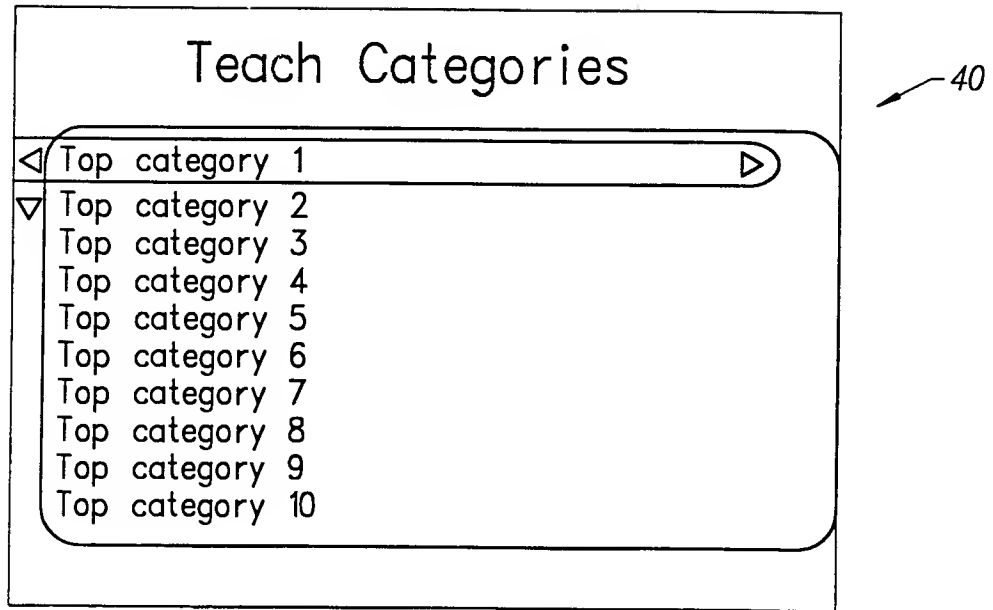 Teach Categories
40
Top category 1
Top category 2
Top category 3
Top category 4
Top category 5
Top category 6
Top category 7
Top category 8
Top category 9
Top category 10